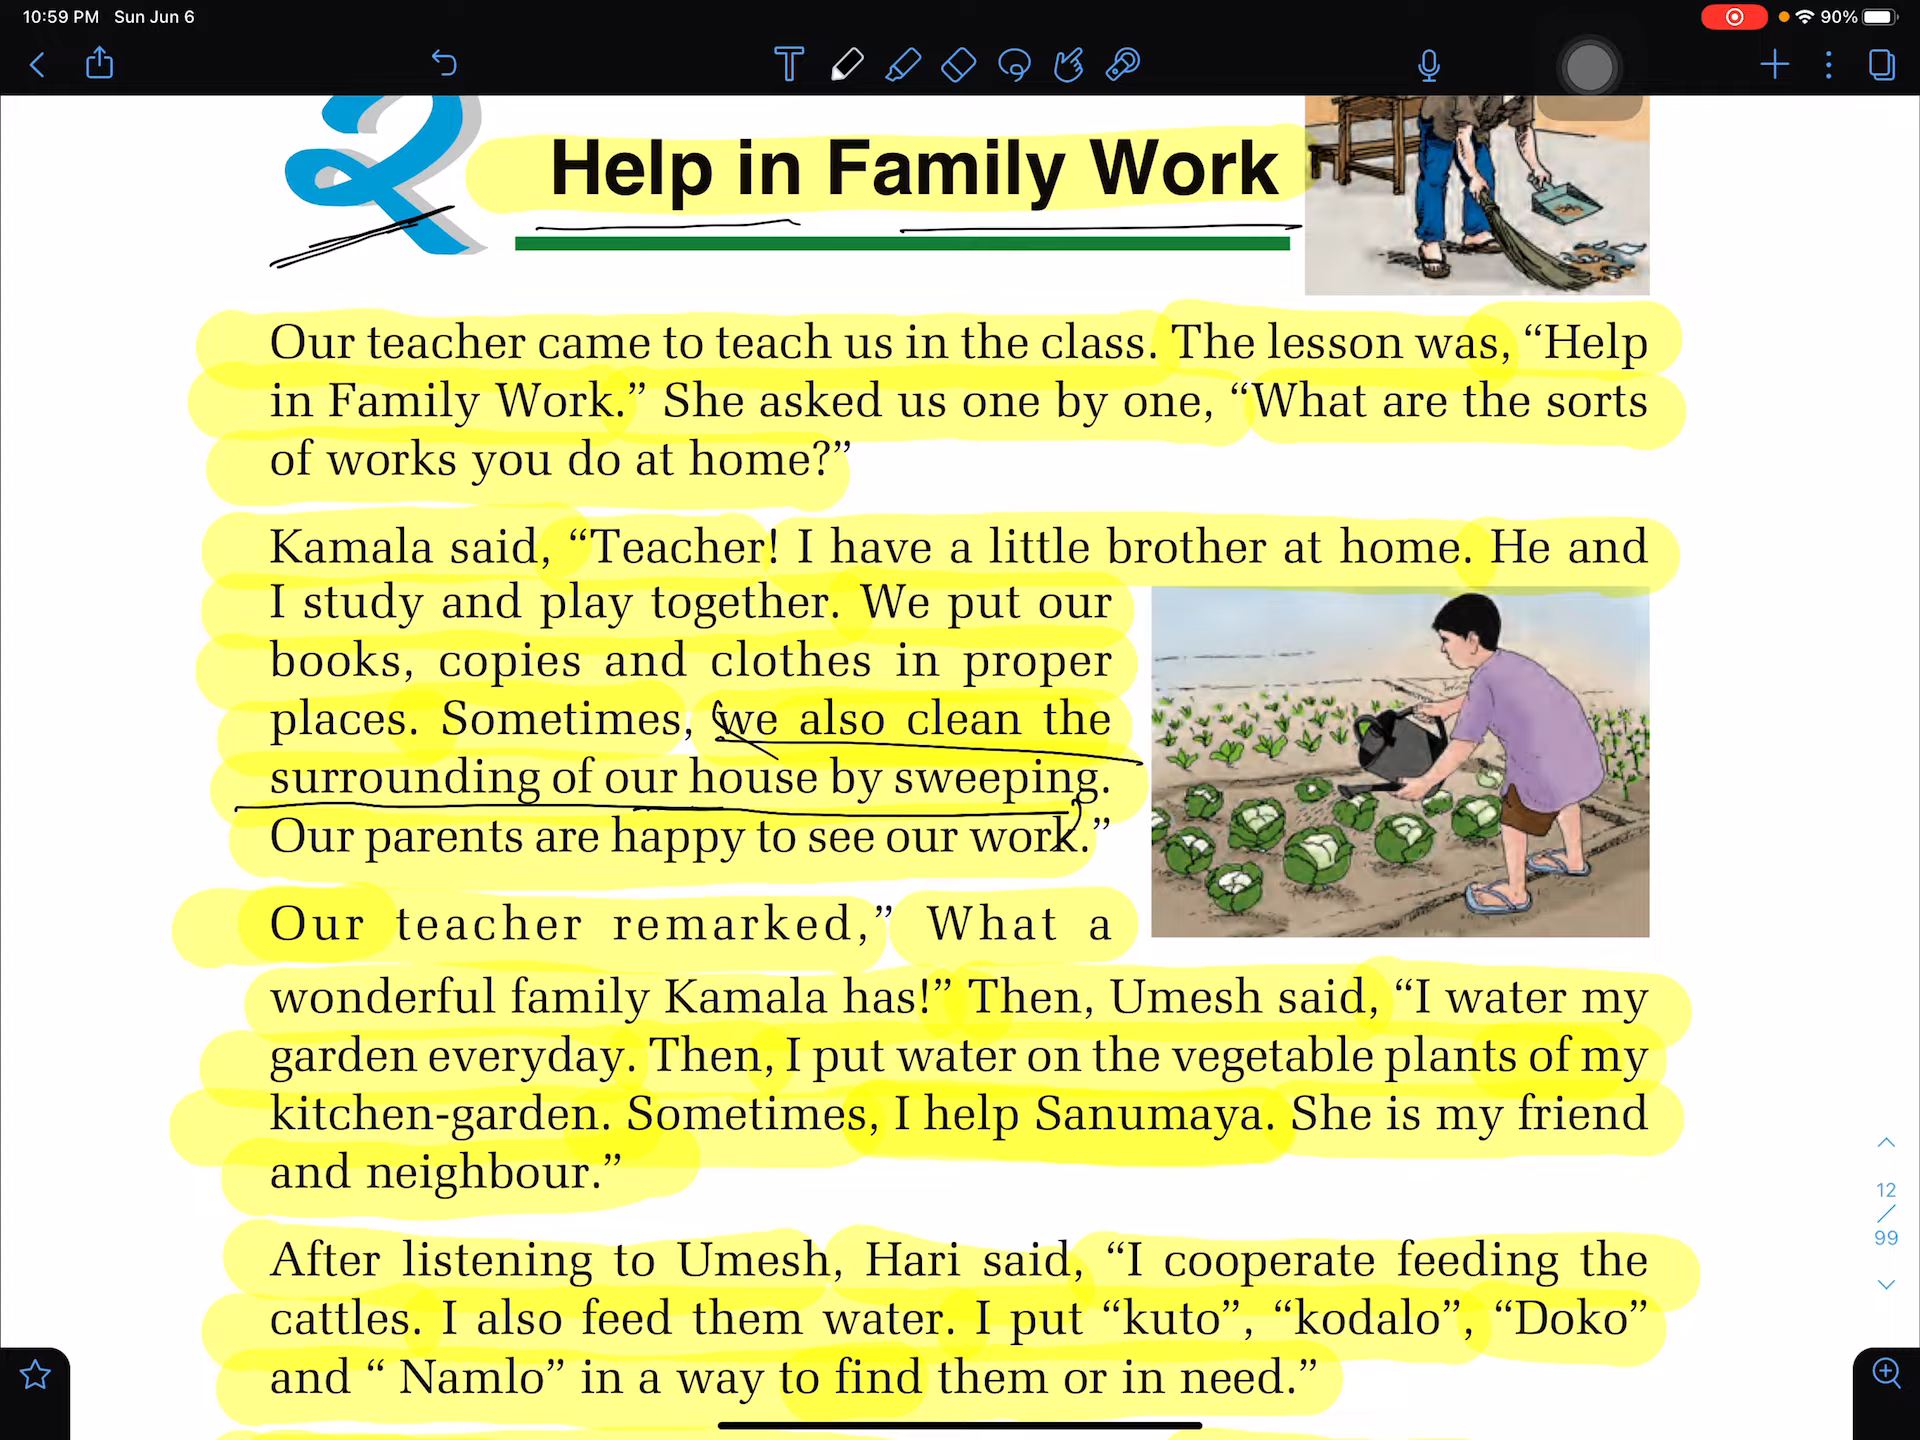 10:59 PM Sun Jun 6
90%
२ Help in Family Work
Our teacher came to teach us in the class. The lesson was, “Help
in Family Work.” She asked us one by one, “What are the sorts
of works you do at home?”
Kamala said, “Teacher! I have a little brother at home. He and
I study and play together. We put our
books, copies and clothes in proper
places. Sometimes, we also clean the
surrounding of our house by sweeping.
Our parents are happy to see our work.”
Our teacher remarked,” What a
wonderful family Kamala has!” Then, Umesh said, “I water my
garden everyday. Then, I put water on the vegetable plants of my
kitchen-garden. Sometimes, I help Sanumaya. She is my friend
and neighbour.”
After listening to Umesh, Hari said, “I cooperate feeding the
cattles. I also feed them water. I put “kuto”, “kodalo”, “Doko”
and “ Namlo” in a way to find them or in need.”
12
/
99